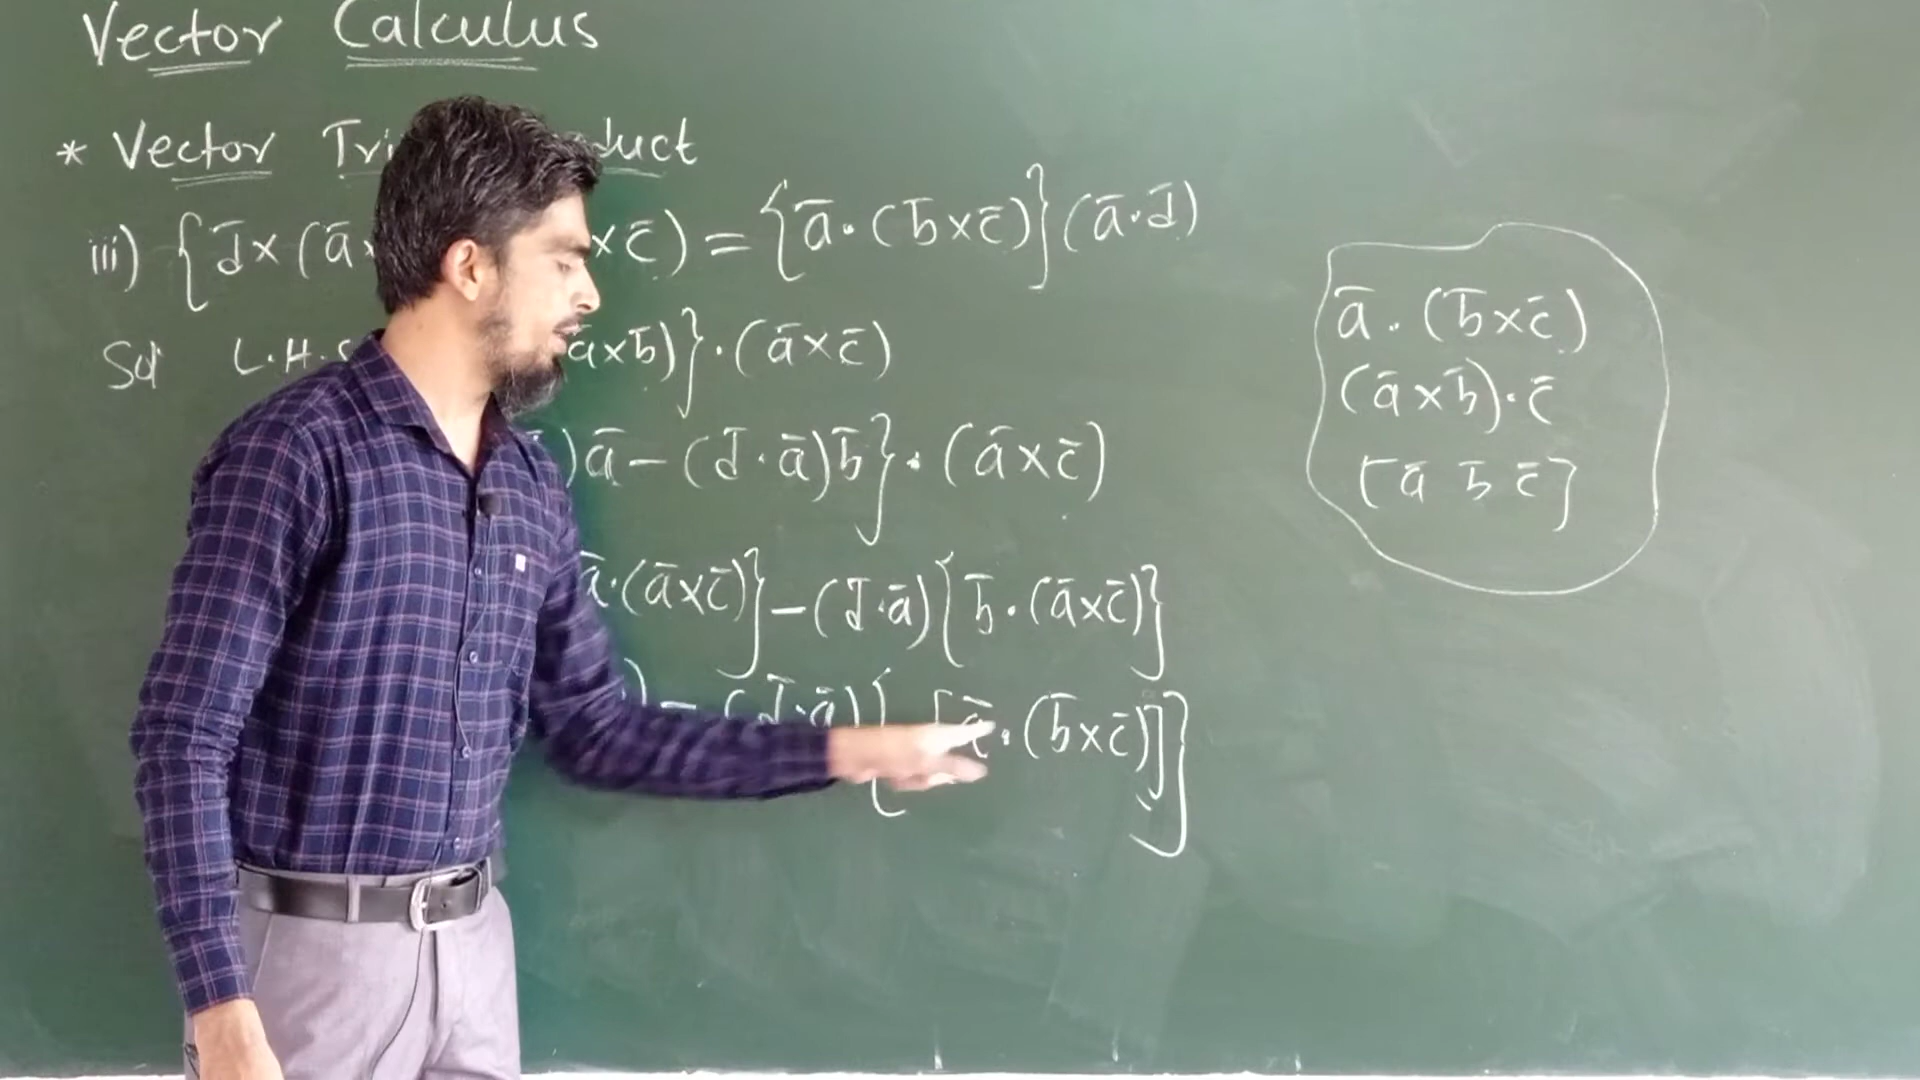 Vector Calculus
* Vector Tri duct
iii) { d̄×(ā× ×c̄) = {ā·(b̄×c̄)}(ā·d̄)
Sol L.H.S ā×b̄)}·(ā×c̄)
)ā-(d̄·ā)b̄}·(ā×c̄)
ā·(ā×c̄)}-(d̄·ā){b̄·(ā×c̄)}
)-(d̄·ā){ [ā·(b̄×c̄)]}
ā·(b̄×c̄)
(ā×b̄)·c̄
[ā b̄ c̄]